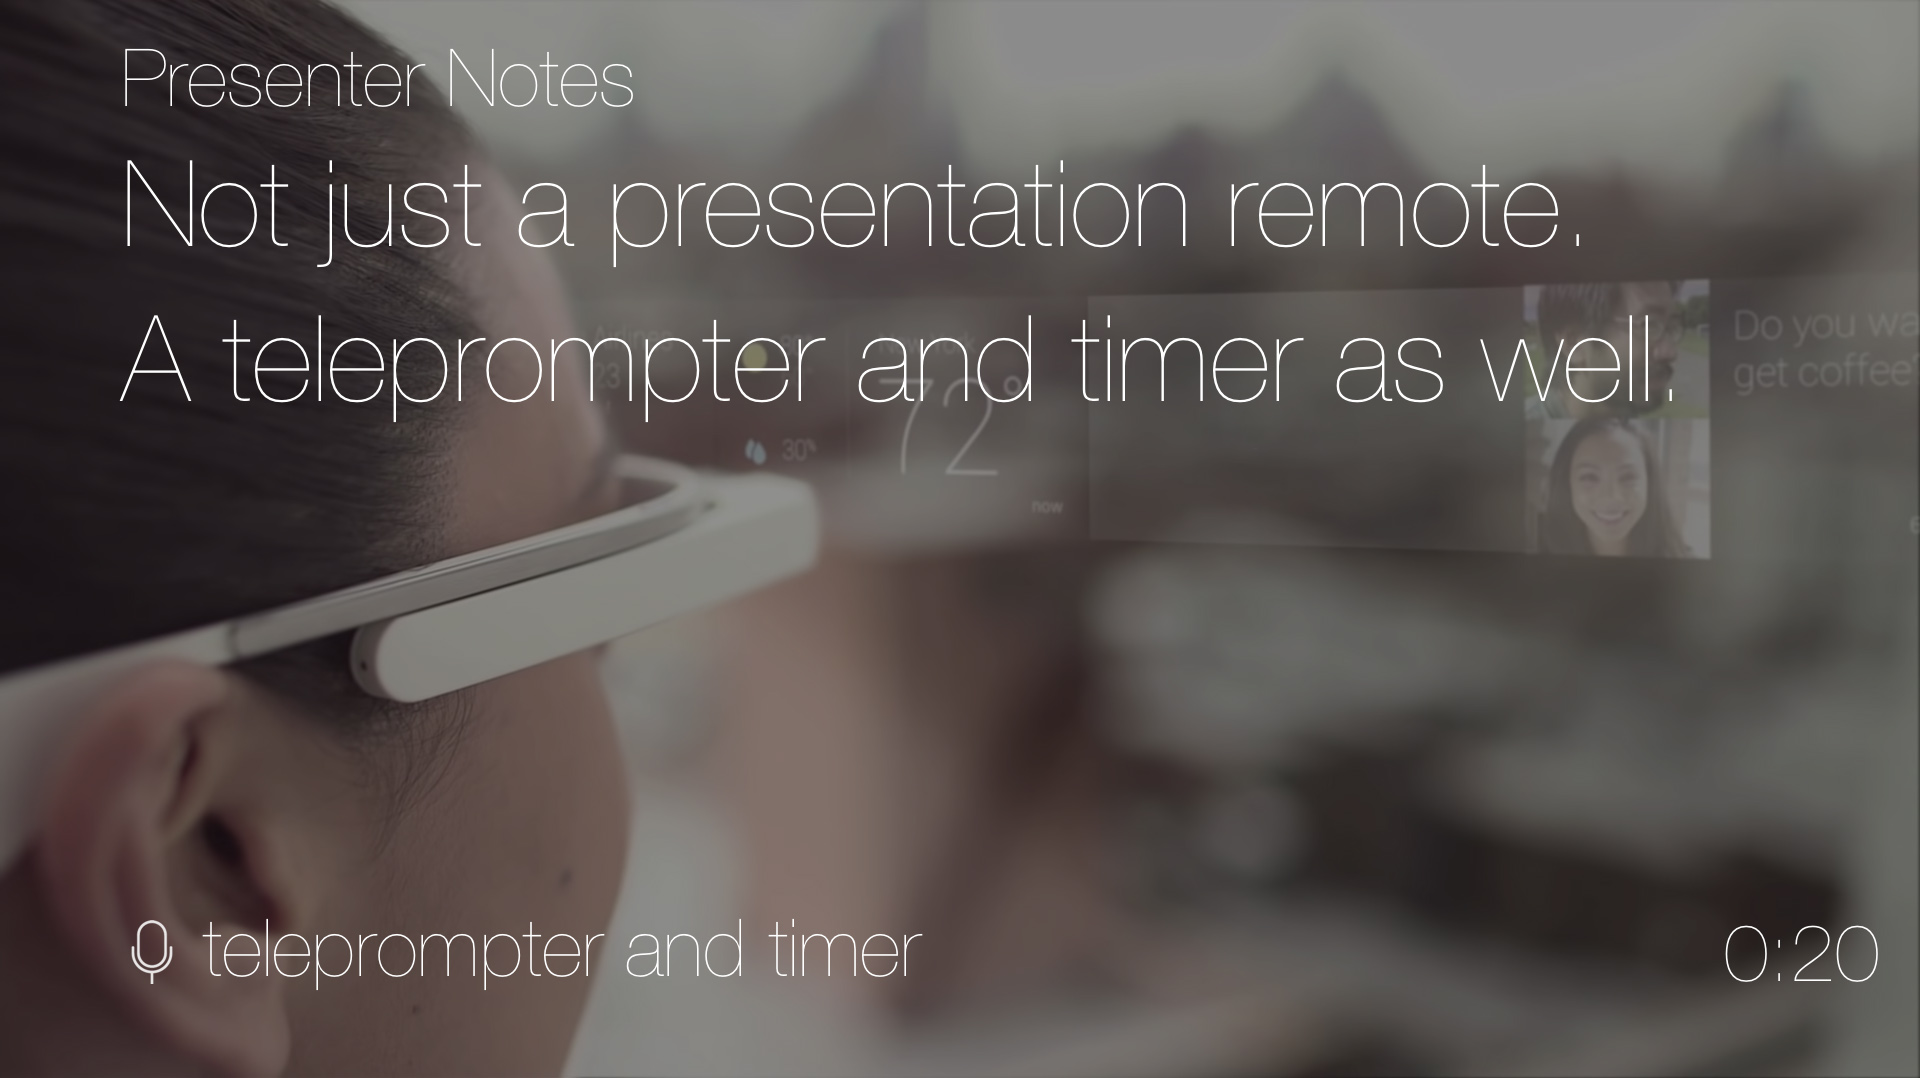 Presenter Notes
Not just a presentation remote.
A teleprompter and timer as well.
Do you wa
get coffee
72°
30%
now
teleprompter and timer
0:20